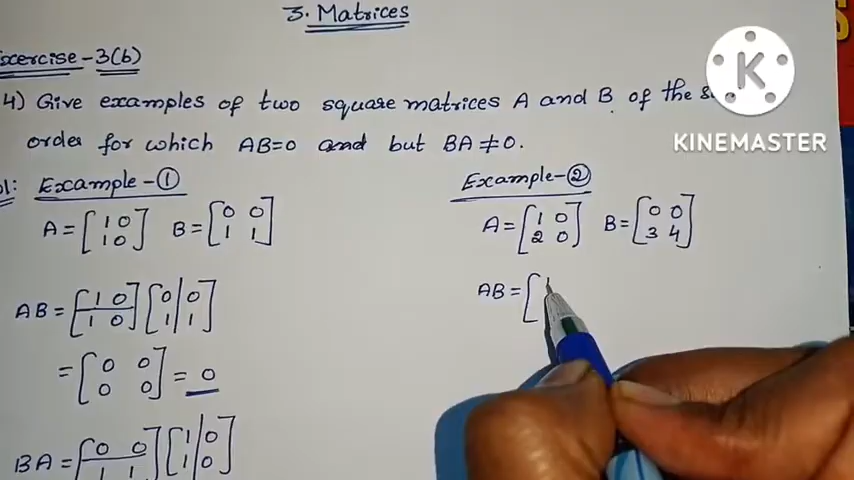 3. Matrices
Exercise-3(b)
4) Give examples of two square matrices A and B of the
order for which AB=0 and but BA≠0.
Example-①
A = [1 0
1 0] B = [0 0
1 1]
AB = [1 0
1 0] [0 0
1 1]
= [0 0
0 0] = 0
BA = [0 0
1 1] [1 0
1 0]
Example-②
A = [1 0
2 0] B = [0 0
3 4]
AB = [1
K
KINEMASTER